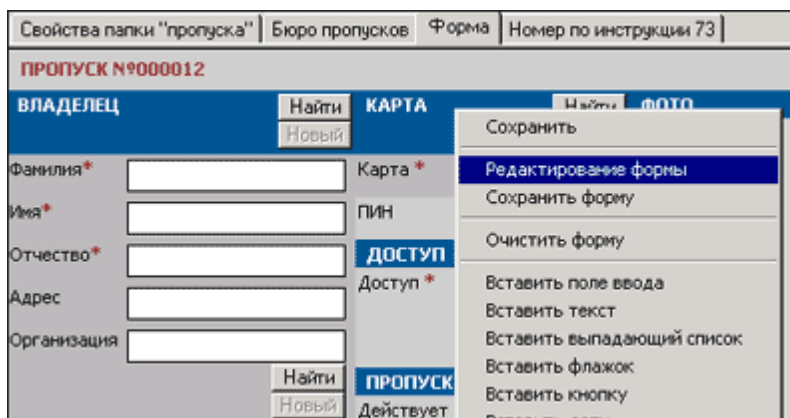 Свойства папки "пропуска" Бюро пропусков Форма Номер по инструкции 73
ПРОПУСК №000012
ВЛАДЕЛЕЦ Найти КАРТА Найти ФОТО
Новый
Сохранить
Фамилия* Карта * Редактирование формы
Сохранить форму
Имя* ПИН
Очистить форму
Отчество* ДОСТУП
Адрес Доступ * Вставить поле ввода
Вставить текст
Организация Вставить выпадающий список
Вставить флажок
Найти ПРОПУСК
Вставить кнопку
Новый Действует
Вставить